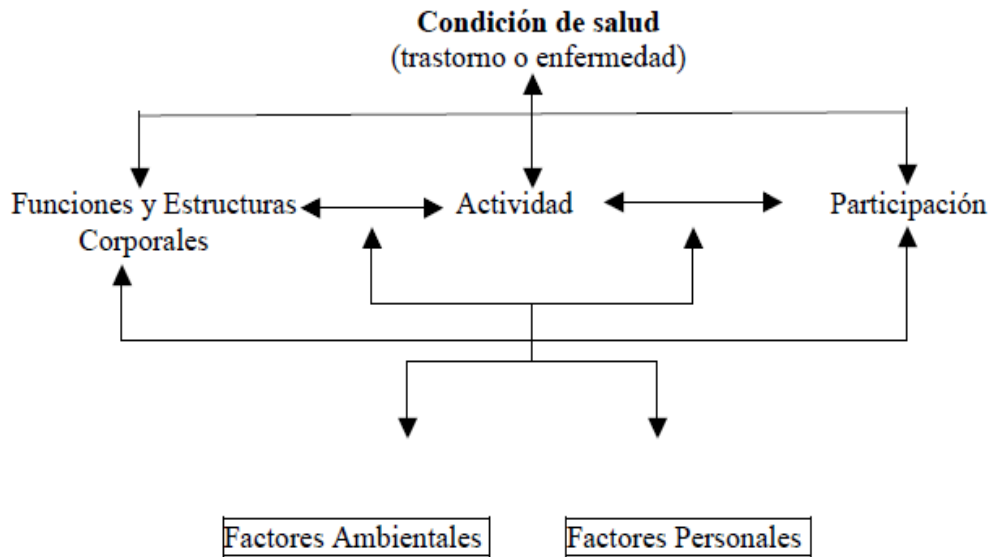 Condición de salud
(trastorno o enfermedad)
Funciones y Estructuras
Corporales
Actividad
Participación
Factores Ambientales
Factores Personales